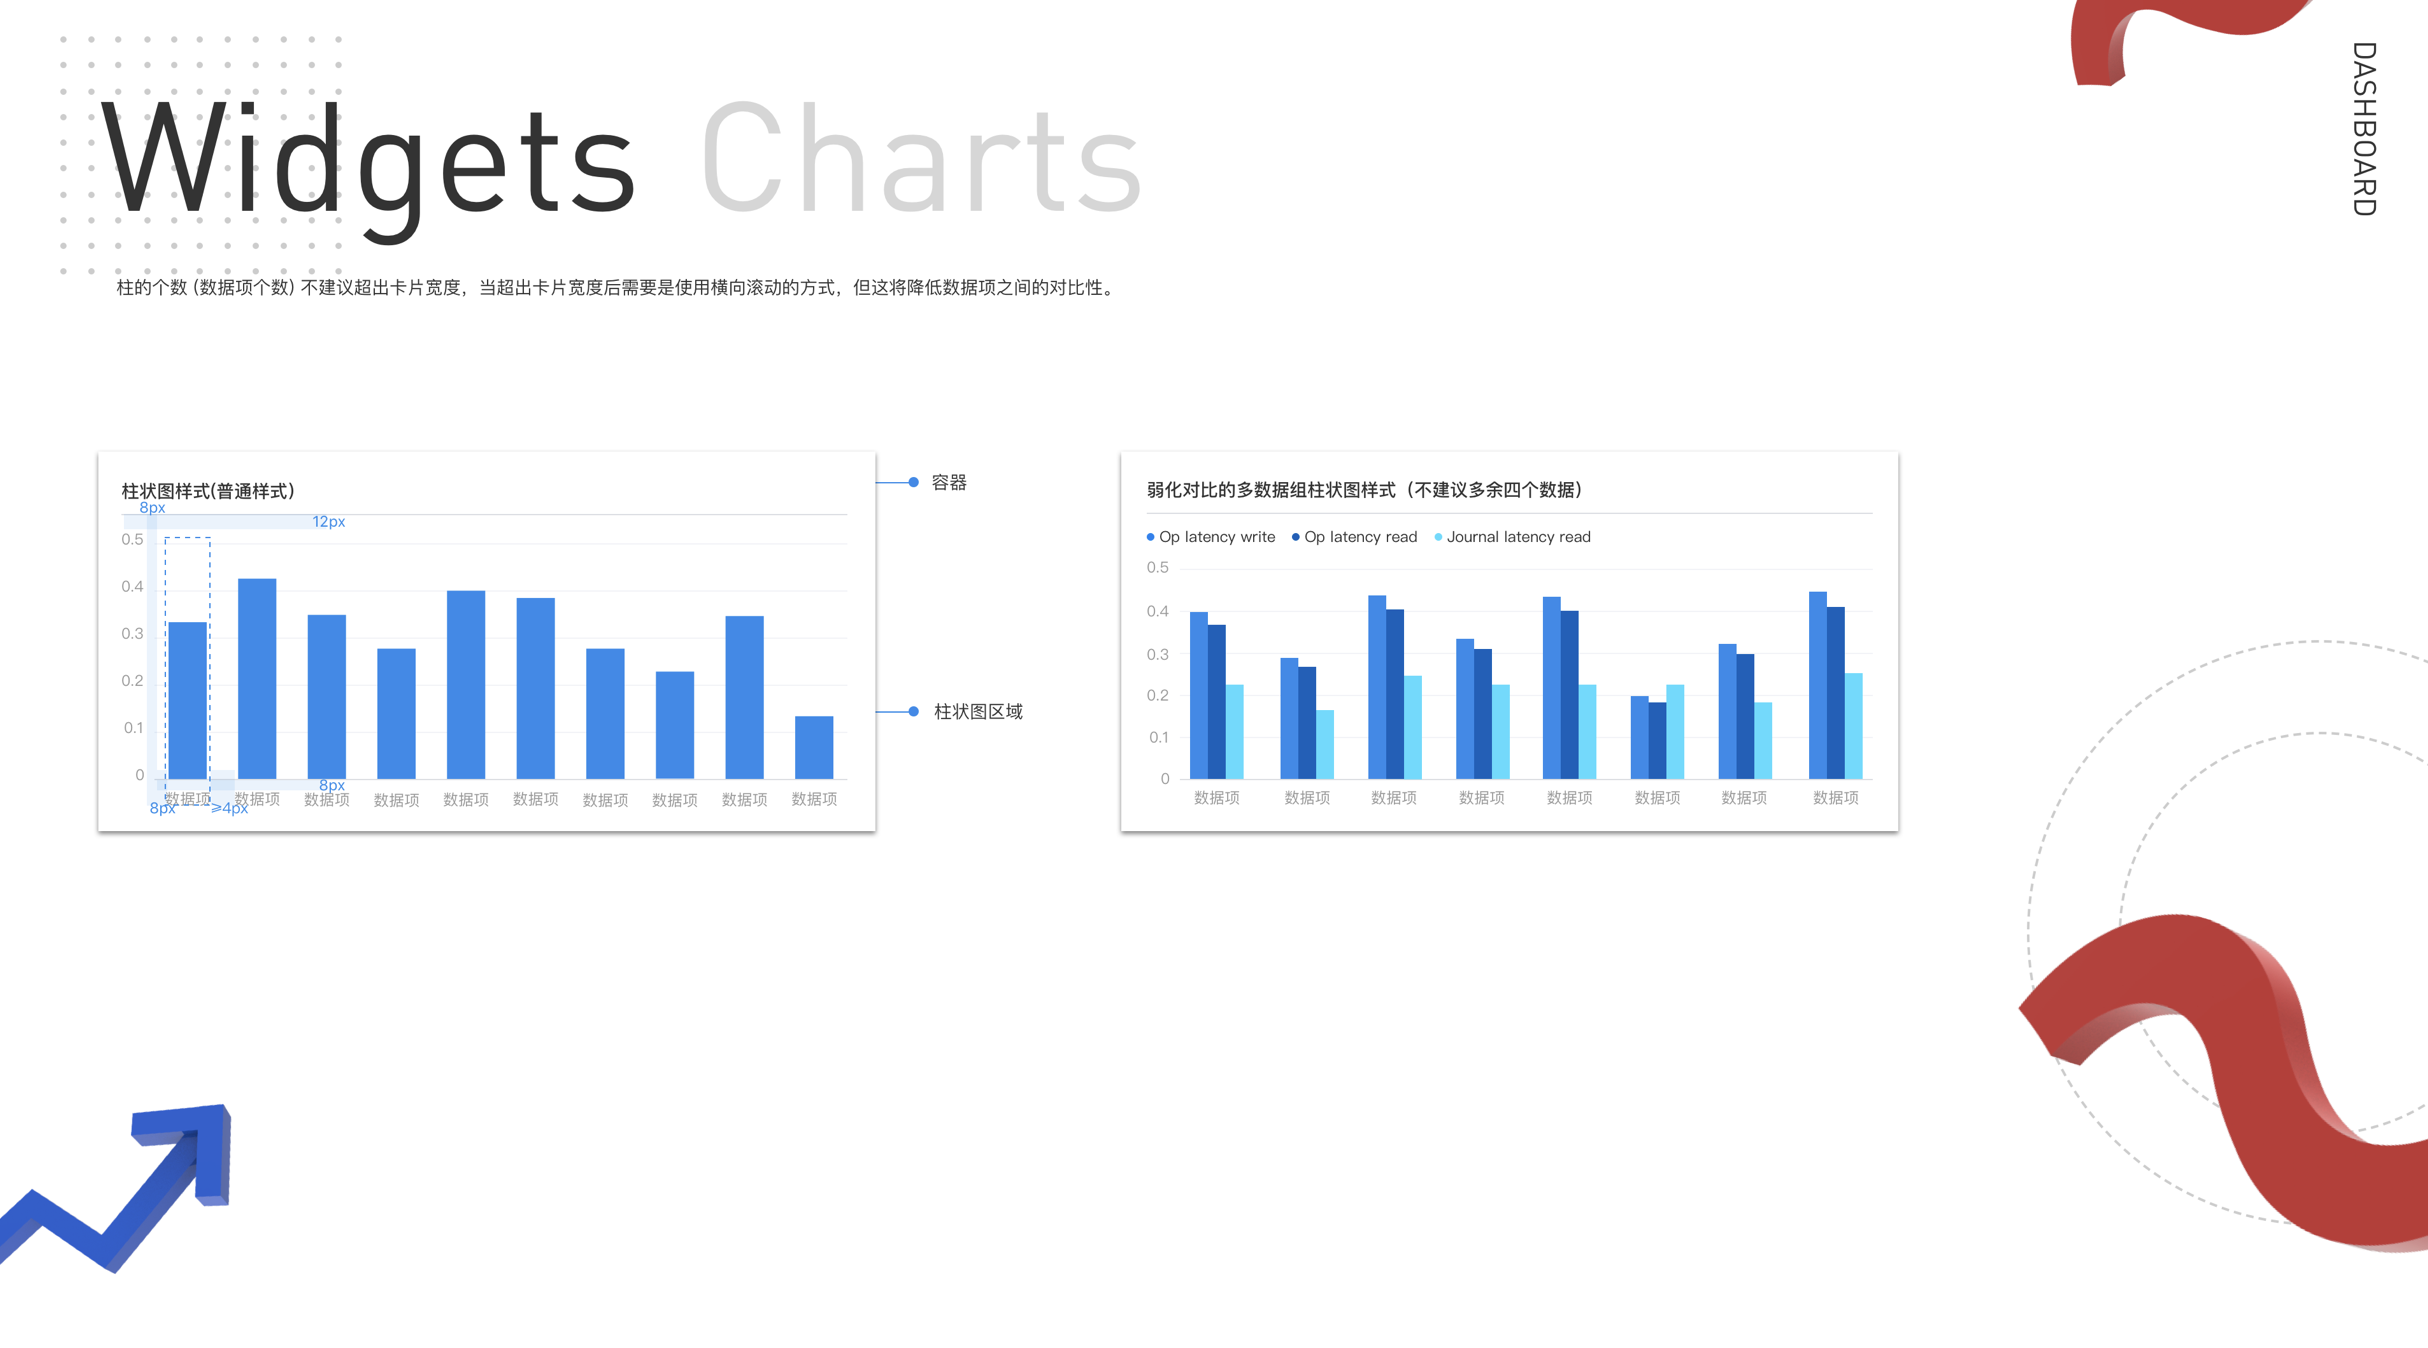 Widgets Charts
DASHBOARD
柱的个数 (数据项个数) 不建议超出卡片宽度，当超出卡片宽度后需要是使用横向滚动的方式，但这将降低数据项之间的对比性。
柱状图样式(普通样式)
8px
12px
0.5
0.4
0.3
0.2
0.1
0
8px
数据项 数据项 数据项 数据项 数据项 数据项 数据项 数据项 数据项 数据项
8px ≥4px
容器
柱状图区域
弱化对比的多数据组柱状图样式（不建议多余四个数据）
Op latency write Op latency read Journal latency read
0.5
0.4
0.3
0.2
0.1
0
数据项 数据项 数据项 数据项 数据项 数据项 数据项 数据项